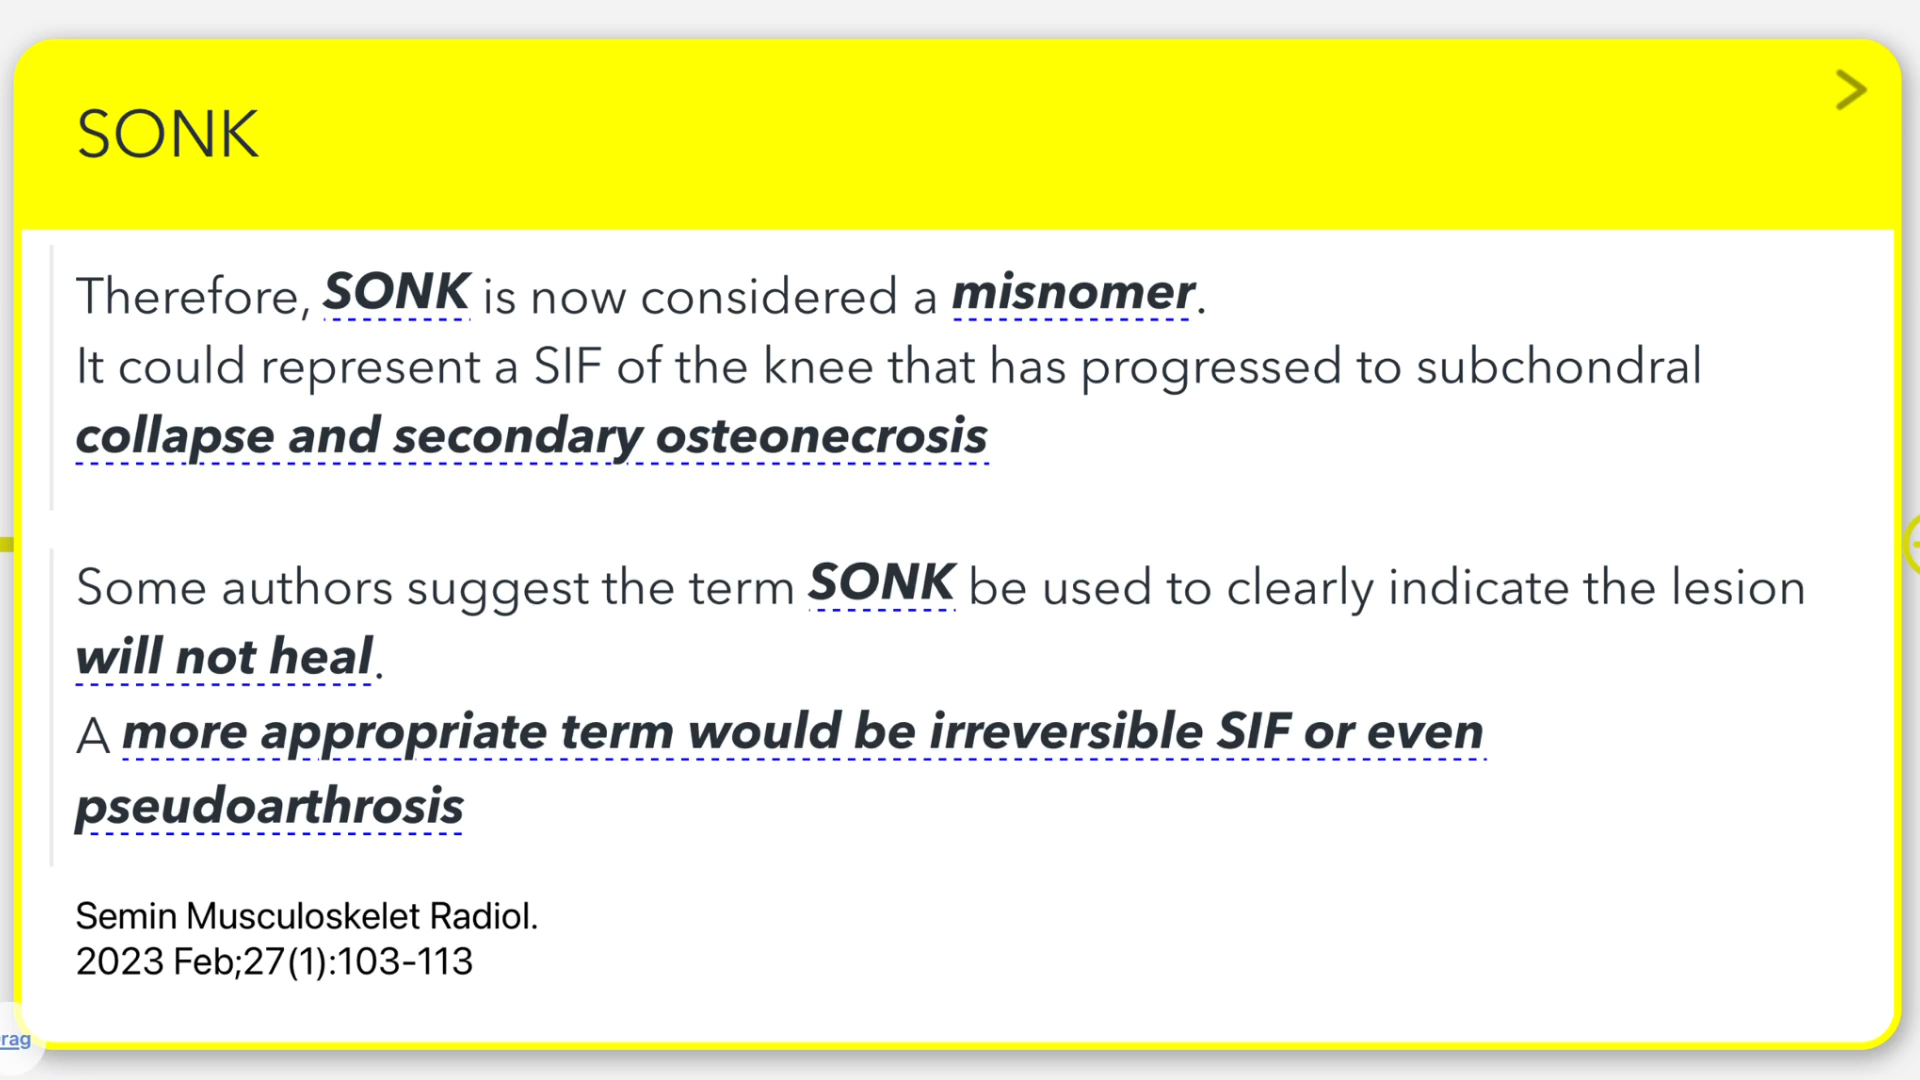 SONK
Therefore, SONK is now considered a misnomer.
It could represent a SIF of the knee that has progressed to subchondral
collapse and secondary osteonecrosis
Some authors suggest the term SONK be used to clearly indicate the lesion
will not heal.
A more appropriate term would be irreversible SIF or even
pseudoarthrosis
Semin Musculoskelet Radiol.
2023 Feb;27(1):103-113
rag